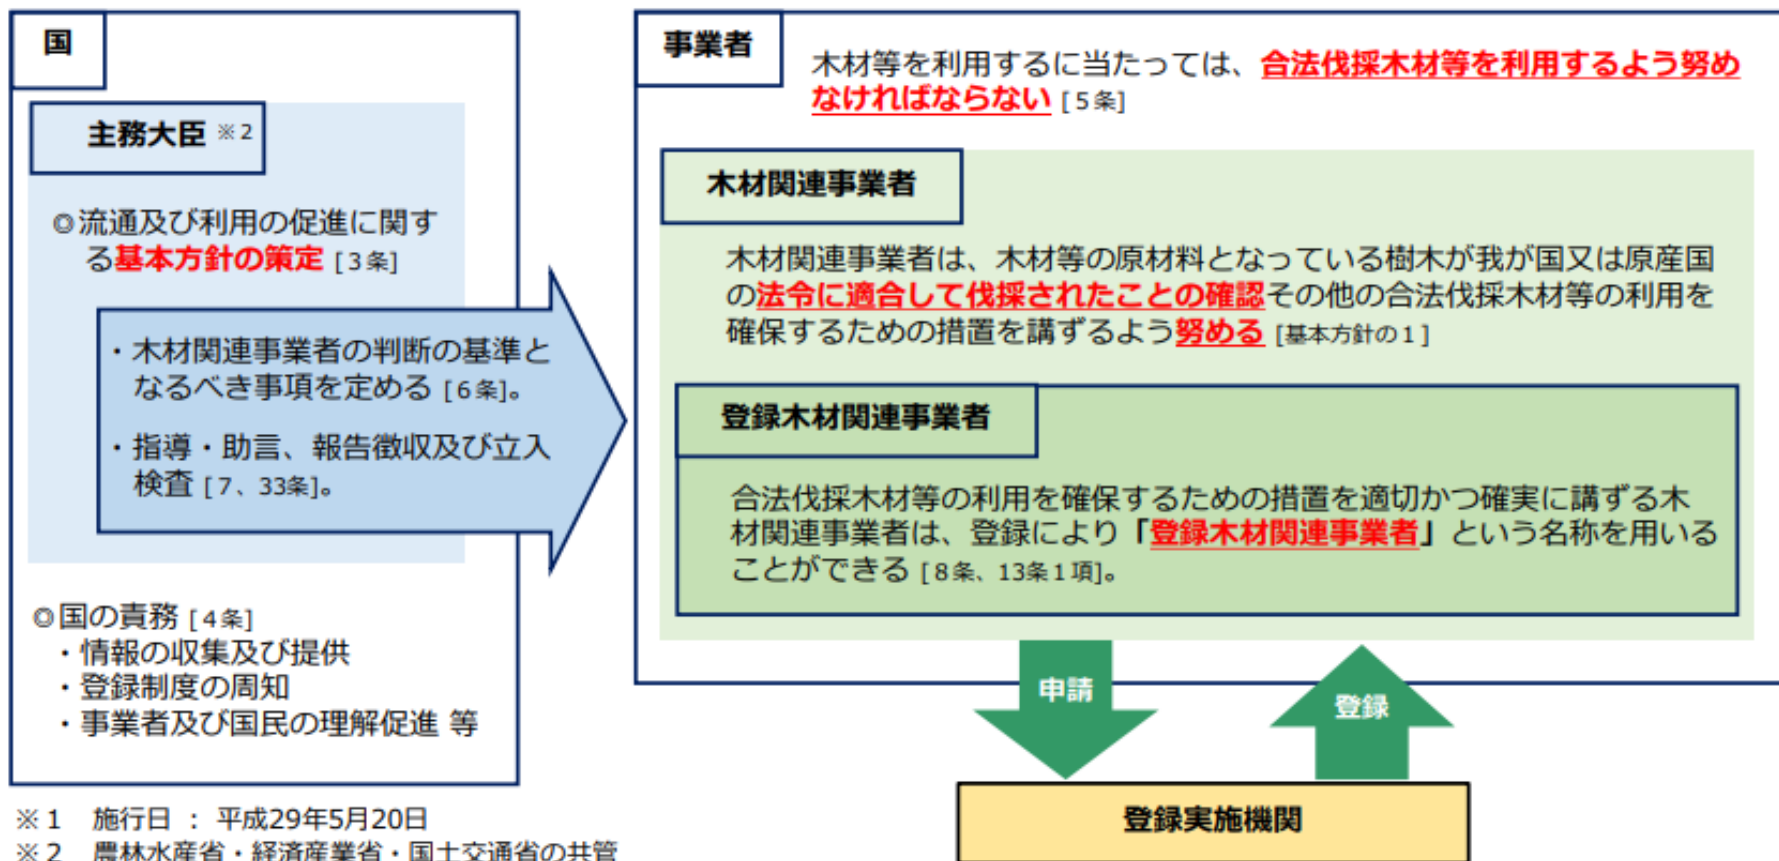 国
主務大臣 ※2
◎流通及び利用の促進に関す
る基本方針の策定 [3条]
・木材関連事業者の判断の基準と
なるべき事項を定める [6条]。
・指導・助言、報告徴収及び立入
検査 [7、33条]。
◎国の責務 [4条]
・情報の収集及び提供
・登録制度の周知
・事業者及び国民の理解促進 等
※1 施行日 : 平成29年5月20日
※2 農林水産省・経済産業省・国土交通省の共管
事業者
木材等を利用するに当たっては、合法伐採木材等を利用するよう努め
なければならない [5条]
木材関連事業者
木材関連事業者は、木材等の原材料となっている樹木が我が国又は原産国
の法令に適合して伐採されたことの確認その他の合法伐採木材等の利用を
確保するための措置を講ずるよう努める [基本方針の1]
登録木材関連事業者
合法伐採木材等の利用を確保するための措置を適切かつ確実に講ずる木
材関連事業者は、登録により「登録木材関連事業者」という名称を用いる
ことができる [8条、13条1項]。
申請
登録
登録実施機関